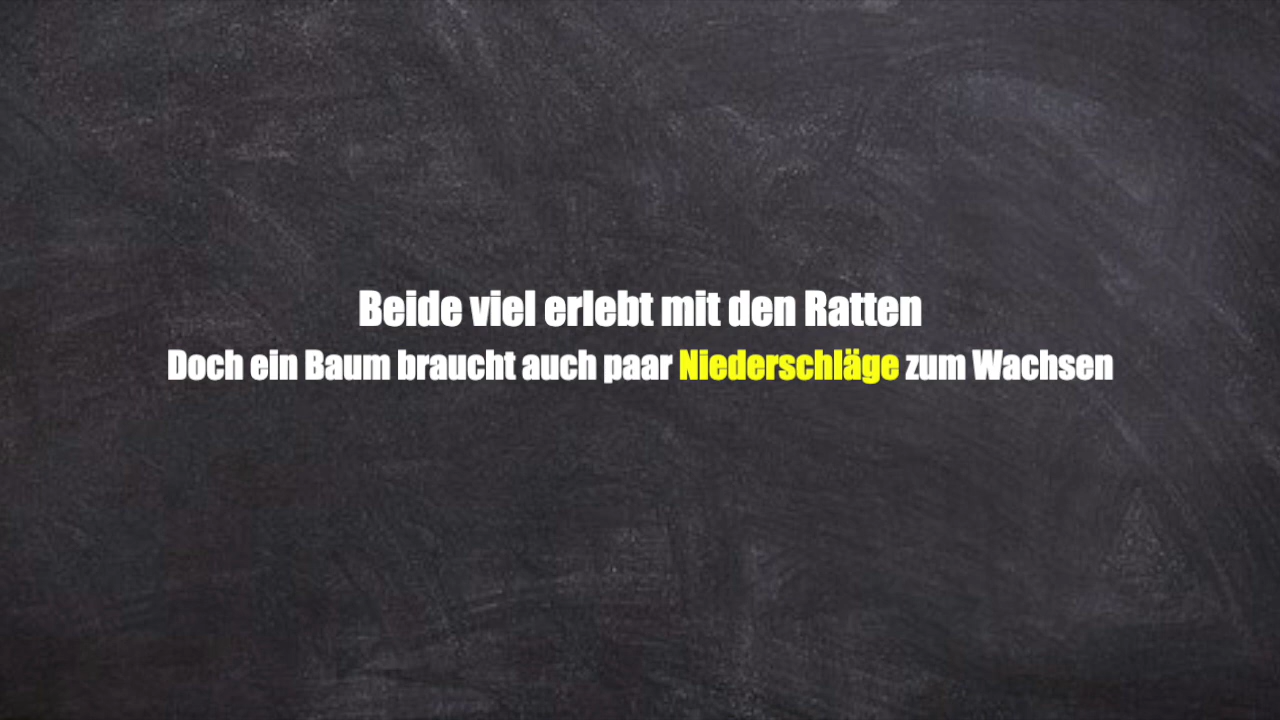 Beide viel erlebt mit den Ratten
Doch ein Baum braucht auch paar Niederschläge zum Wachsen